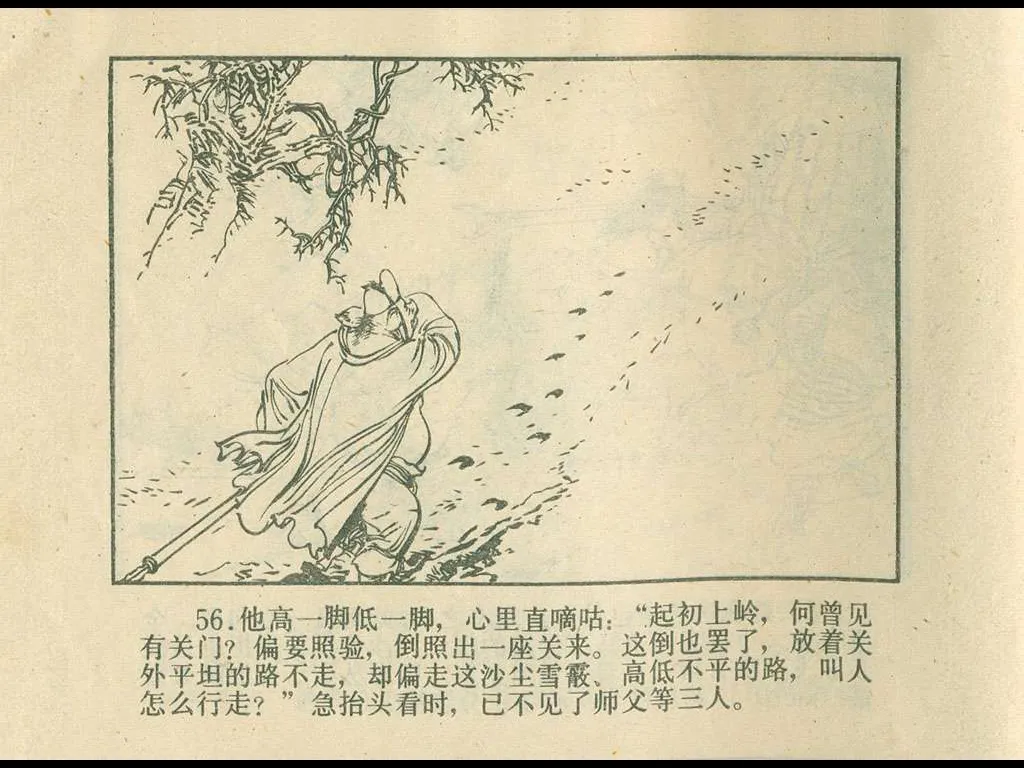 56.他高一脚低一脚，心里直嘀咕：“起初上岭，何曾见
有关门？偏要照验，倒照出一座关来。这倒也罢了，放着关
外平坦的路不走，却偏走这沙尘雪霰、高低不平的路，叫人
怎么行走？”急抬头看时，已不见了师父等三人。